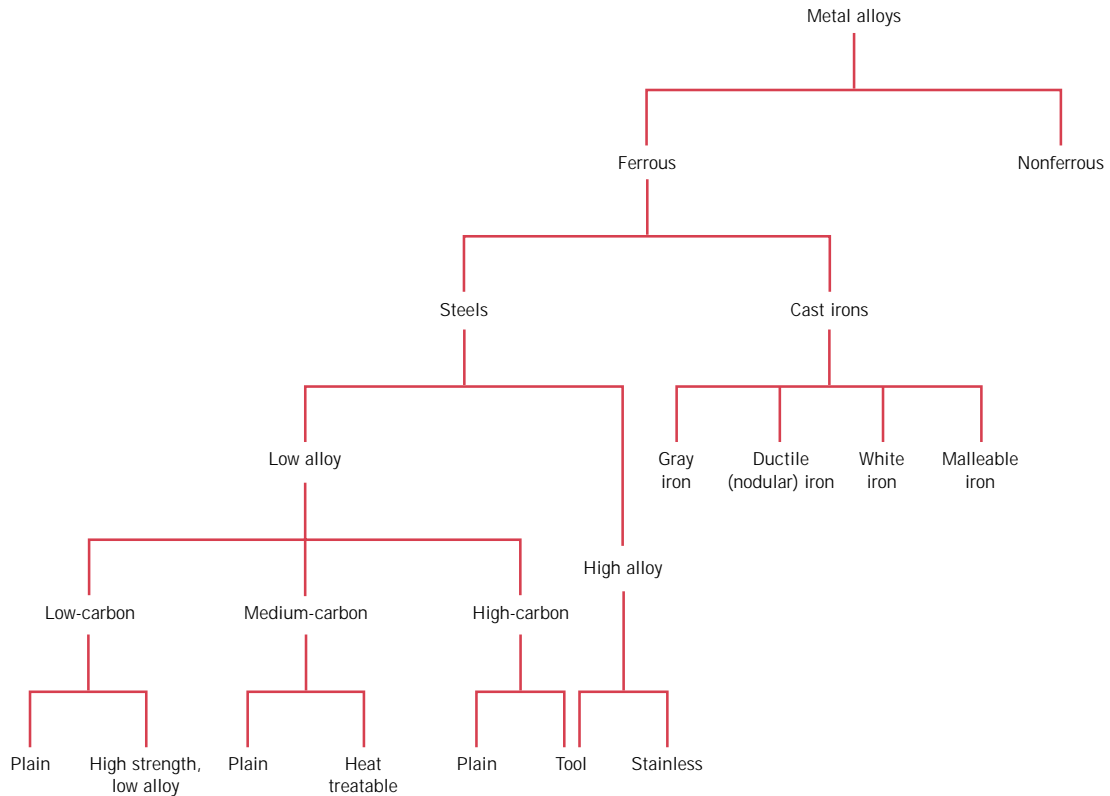 Metal alloys
Ferrous
Nonferrous
Steels
Cast irons
Low alloy
Gray
iron
Ductile
(nodular) iron
White
iron
Malleable
iron
High alloy
Low-carbon
Medium-carbon
High-carbon
Plain
High strength,
low alloy
Plain
Heat
treatable
Plain
Tool
Stainless